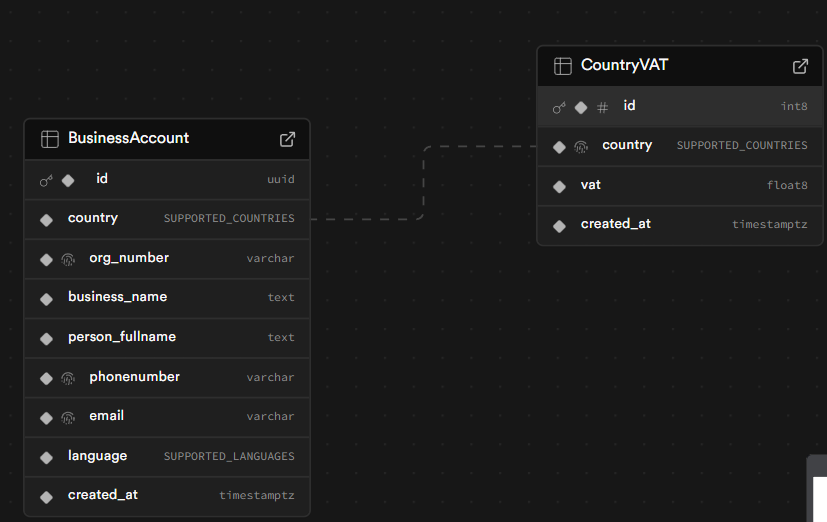 BusinessAccount
id uuid
country SUPPORTED_COUNTRIES
org_number varchar
business_name text
person_fullname text
phonenumber varchar
email varchar
language SUPPORTED_LANGUAGES
created_at timestamptz
CountryVAT
# id int8
country SUPPORTED_COUNTRIES
vat float8
created_at timestamptz